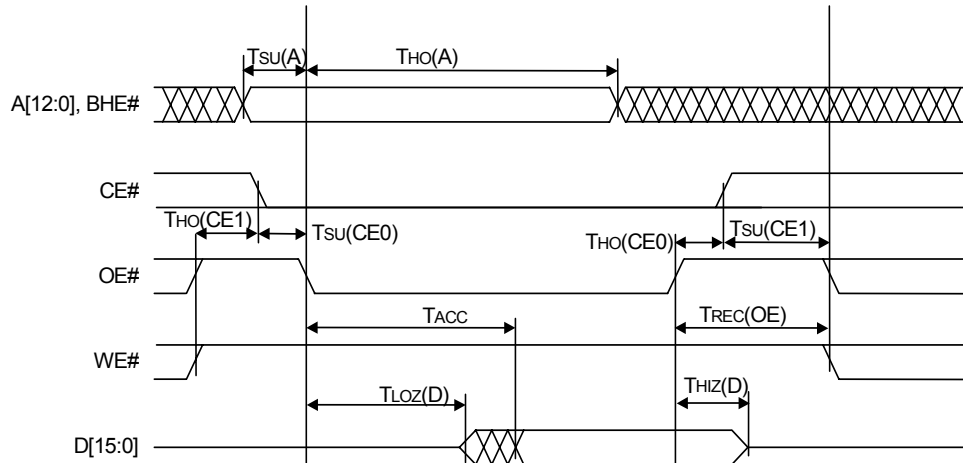 TSU(A) THO(A)
A[12:0], BHE#
CE#
THO(CE1) TSU(CE0) THO(CE0) TSU(CE1)
OE#
TACC TREC(OE)
WE#
TLOZ(D) THIZ(D)
D[15:0]